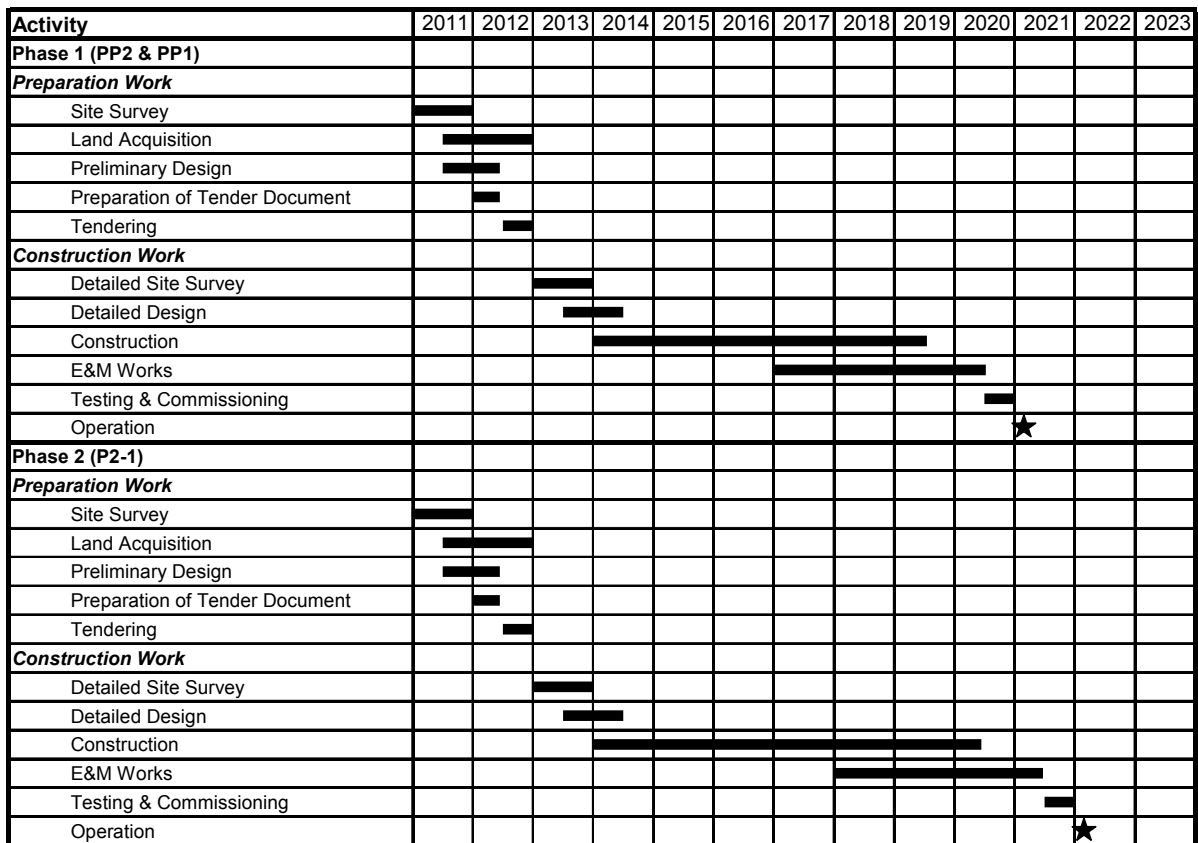 Activity 2011 2012 2013 2014 2015 2016 2017 2018 2019 2020 2021 2022 2023
Phase 1 (PP2 & PP1)
Preparation Work
Site Survey
Land Acquisition
Preliminary Design
Preparation of Tender Document
Tendering
Construction Work
Detailed Site Survey
Detailed Design
Construction
E&M Works
Testing & Commissioning
Operation
Phase 2 (P2-1)
Preparation Work
Site Survey
Land Acquisition
Preliminary Design
Preparation of Tender Document
Tendering
Construction Work
Detailed Site Survey
Detailed Design
Construction
E&M Works
Testing & Commissioning
Operation